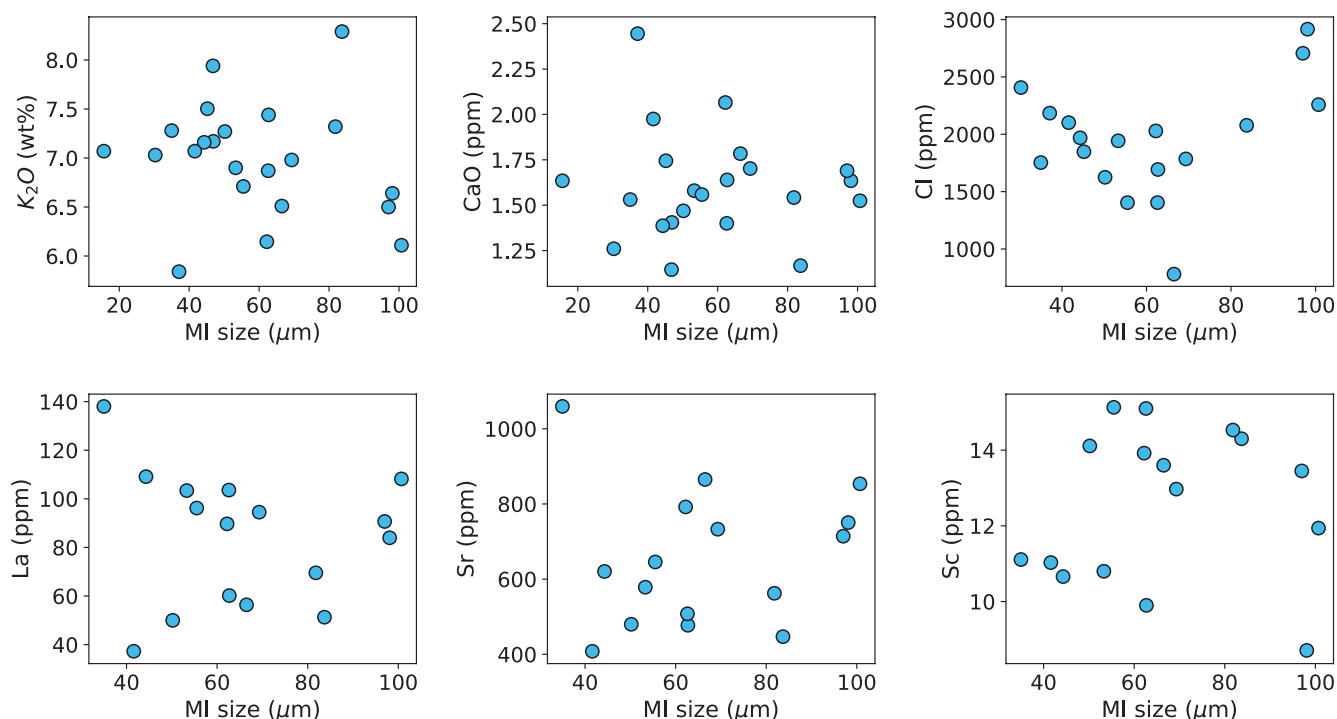 K₂O (wt%)
8.0
7.5
7.0
6.5
6.0
20 40 60 80 100
MI size (μm)
CaO (ppm)
2.50
2.25
2.00
1.75
1.50
1.25
20 40 60 80 100
MI size (μm)
Cl (ppm)
3000
2500
2000
1500
1000
40 60 80 100
MI size (μm)
La (ppm)
140
120
100
80
60
40
40 60 80 100
MI size (μm)
Sr (ppm)
1000
800
600
400
40 60 80 100
MI size (μm)
Sc (ppm)
14
12
10
40 60 80 100
MI size (μm)